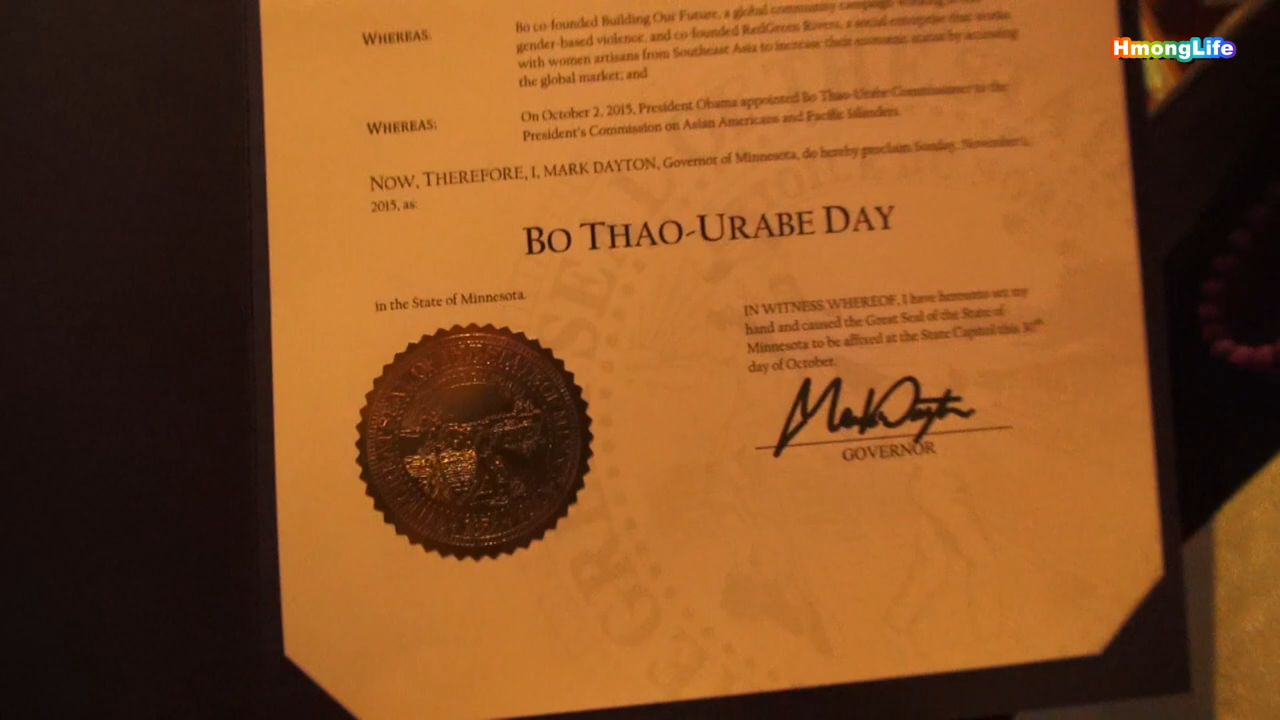 Bo co-founded Building Our Future, a global community campaign working to end
HmongLife
WHEREAS:
gender-based violence, and co-founded RedGreen Rivers, a social enterprise that works
with women artisans from Southeast Asia to increase their economic status by accessing
the global market; and
On October 2, 2015, President Obama appointed Bo Thao-Urabe Commissioner to the
WHEREAS:
President's Commission on Asian Americans and Pacific Islanders.
NOW, THEREFORE, I, MARK DAYTON, Governor of Minnesota, do hereby proclaim Sunday, November
2015, as:
BO THAO-URABE DAY
in the State of Minnesota.
IN WITNESS WHEREOF, I have hereunto set my
hand and caused the Great Seal of the State of
Minnesota to be affixed at the State Capitol this
day of October.
Mark Dayton
GOVERNOR